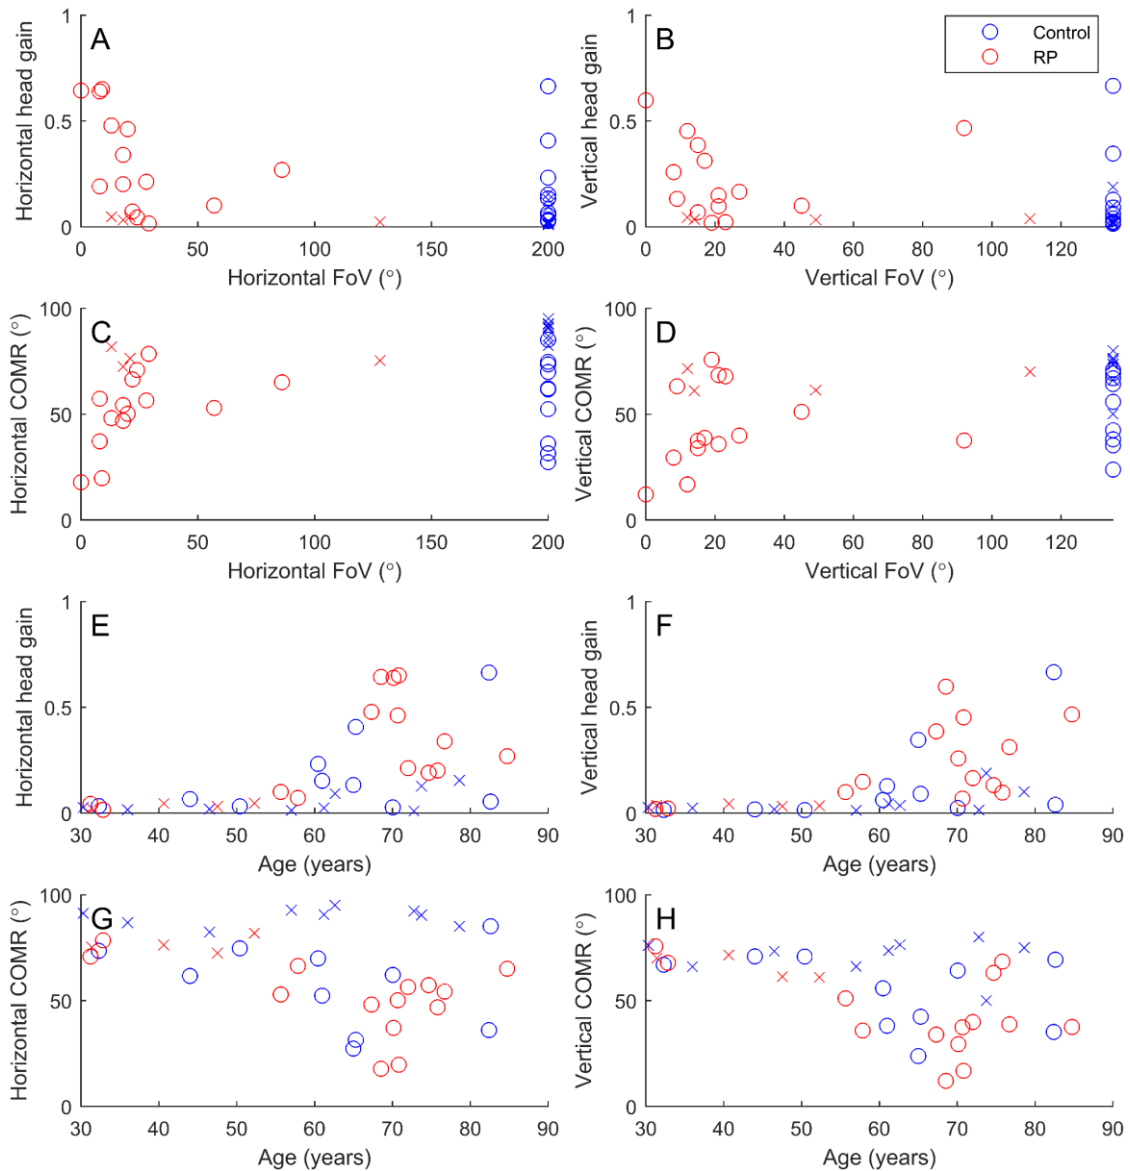 A
1
0.5
0
Horizontal head gain
0 50 100 150 200
Horizontal FoV (°)
B
1
0.5
0
Vertical head gain
0 20 40 60 80 100 120
Vertical FoV (°)
Control
RP
C
100
50
0
Horizontal COMR (°)
0 50 100 150 200
Horizontal FoV (°)
D
100
50
0
Vertical COMR (°)
0 20 40 60 80 100 120
Vertical FoV (°)
E
1
0.5
0
Horizontal head gain
30 40 50 60 70 80 90
Age (years)
F
1
0.5
0
Vertical head gain
30 40 50 60 70 80 90
Age (years)
G
100
50
0
Horizontal COMR (°)
30 40 50 60 70 80 90
Age (years)
H
100
50
0
Vertical COMR (°)
30 40 50 60 70 80 90
Age (years)